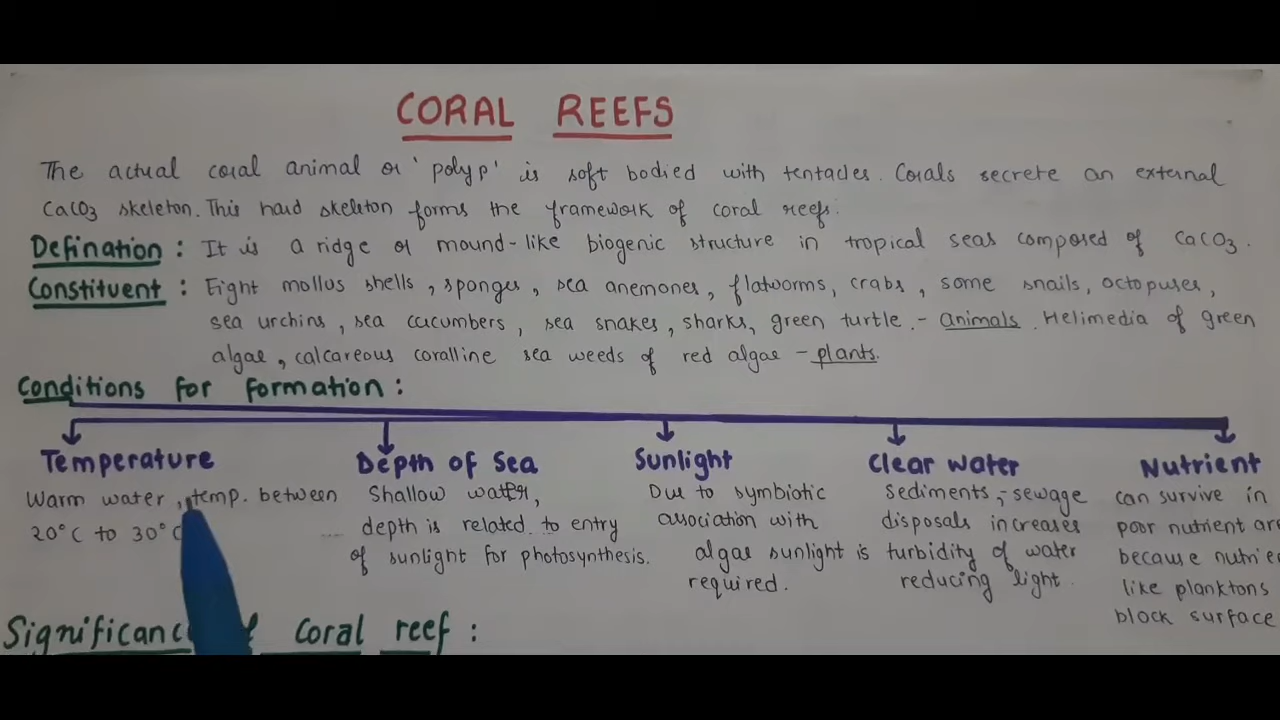 CORAL REEFS
The actual coral animal or 'polyp' is soft bodied with tentacles. Corals secrete an external
CaCO3 skeleton. This hard skeleton forms the framework of coral reefs.
Defination : It is a ridge or mound-like biogenic structure in tropical seas composed of CaCO3.
Constituent : Eight mollus shells, sponges, sea anemones, flatworms, crabs, some snails, octopuses,
sea urchins, sea cucumbers, sea snakes, sharks, green turtle. - animals. Helimedia of green
algae, calcareous coralline sea weeds of red algae - plants.
Conditions for formation :
Temperature
Warm water, temp. between
20°C to 30°C
Depth of Sea
Shallow water,
depth is related to entry
of sunlight for photosynthesis.
Sunlight
Due to symbiotic
association with
algae sunlight is
required.
Clear water
Sediments, sewage
disposals increases
turbidity of water
reducing light
Nutrient
can survive in
poor nutrient are
because nutrie
like planktons
block surface
Significanc coral reef :